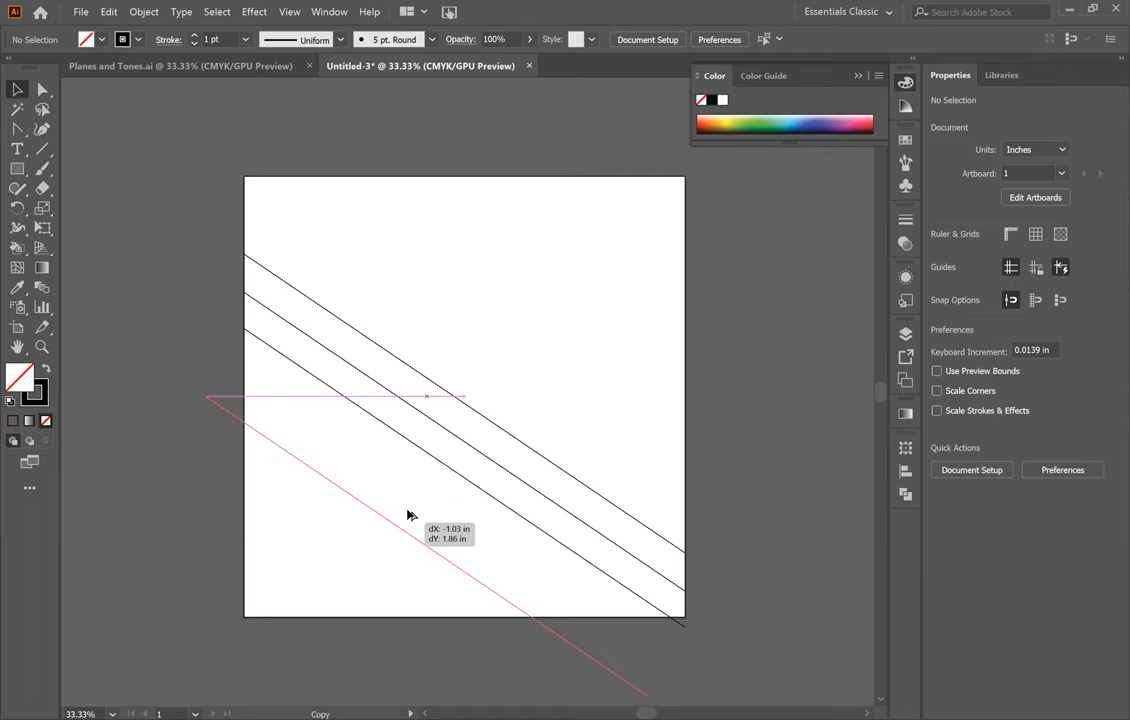 Ai File Edit Object Type Select Effect View Window Help Essentials Classic Search Adobe Stock
No Selection Stroke: 1 pt Uniform 5 pt. Round Opacity: 100% Style: Document Setup Preferences
Planes and Tones.ai @ 33.33% (CMYK/GPU Preview) × Untitled-3* @ 33.33% (CMYK/GPU Preview) ×
Color Color Guide
Properties Libraries
No Selection
Document
Units: Inches
Artboard: 1
Edit Artboards
Ruler & Grids
Guides
Snap Options
Preferences
Keyboard Increment: 0.0139 in
Use Preview Bounds
Scale Corners
Scale Strokes & Effects
Quick Actions
Document Setup Preferences
dX: -1.03 in
dY: 1.86 in
33.33% 1 Copy